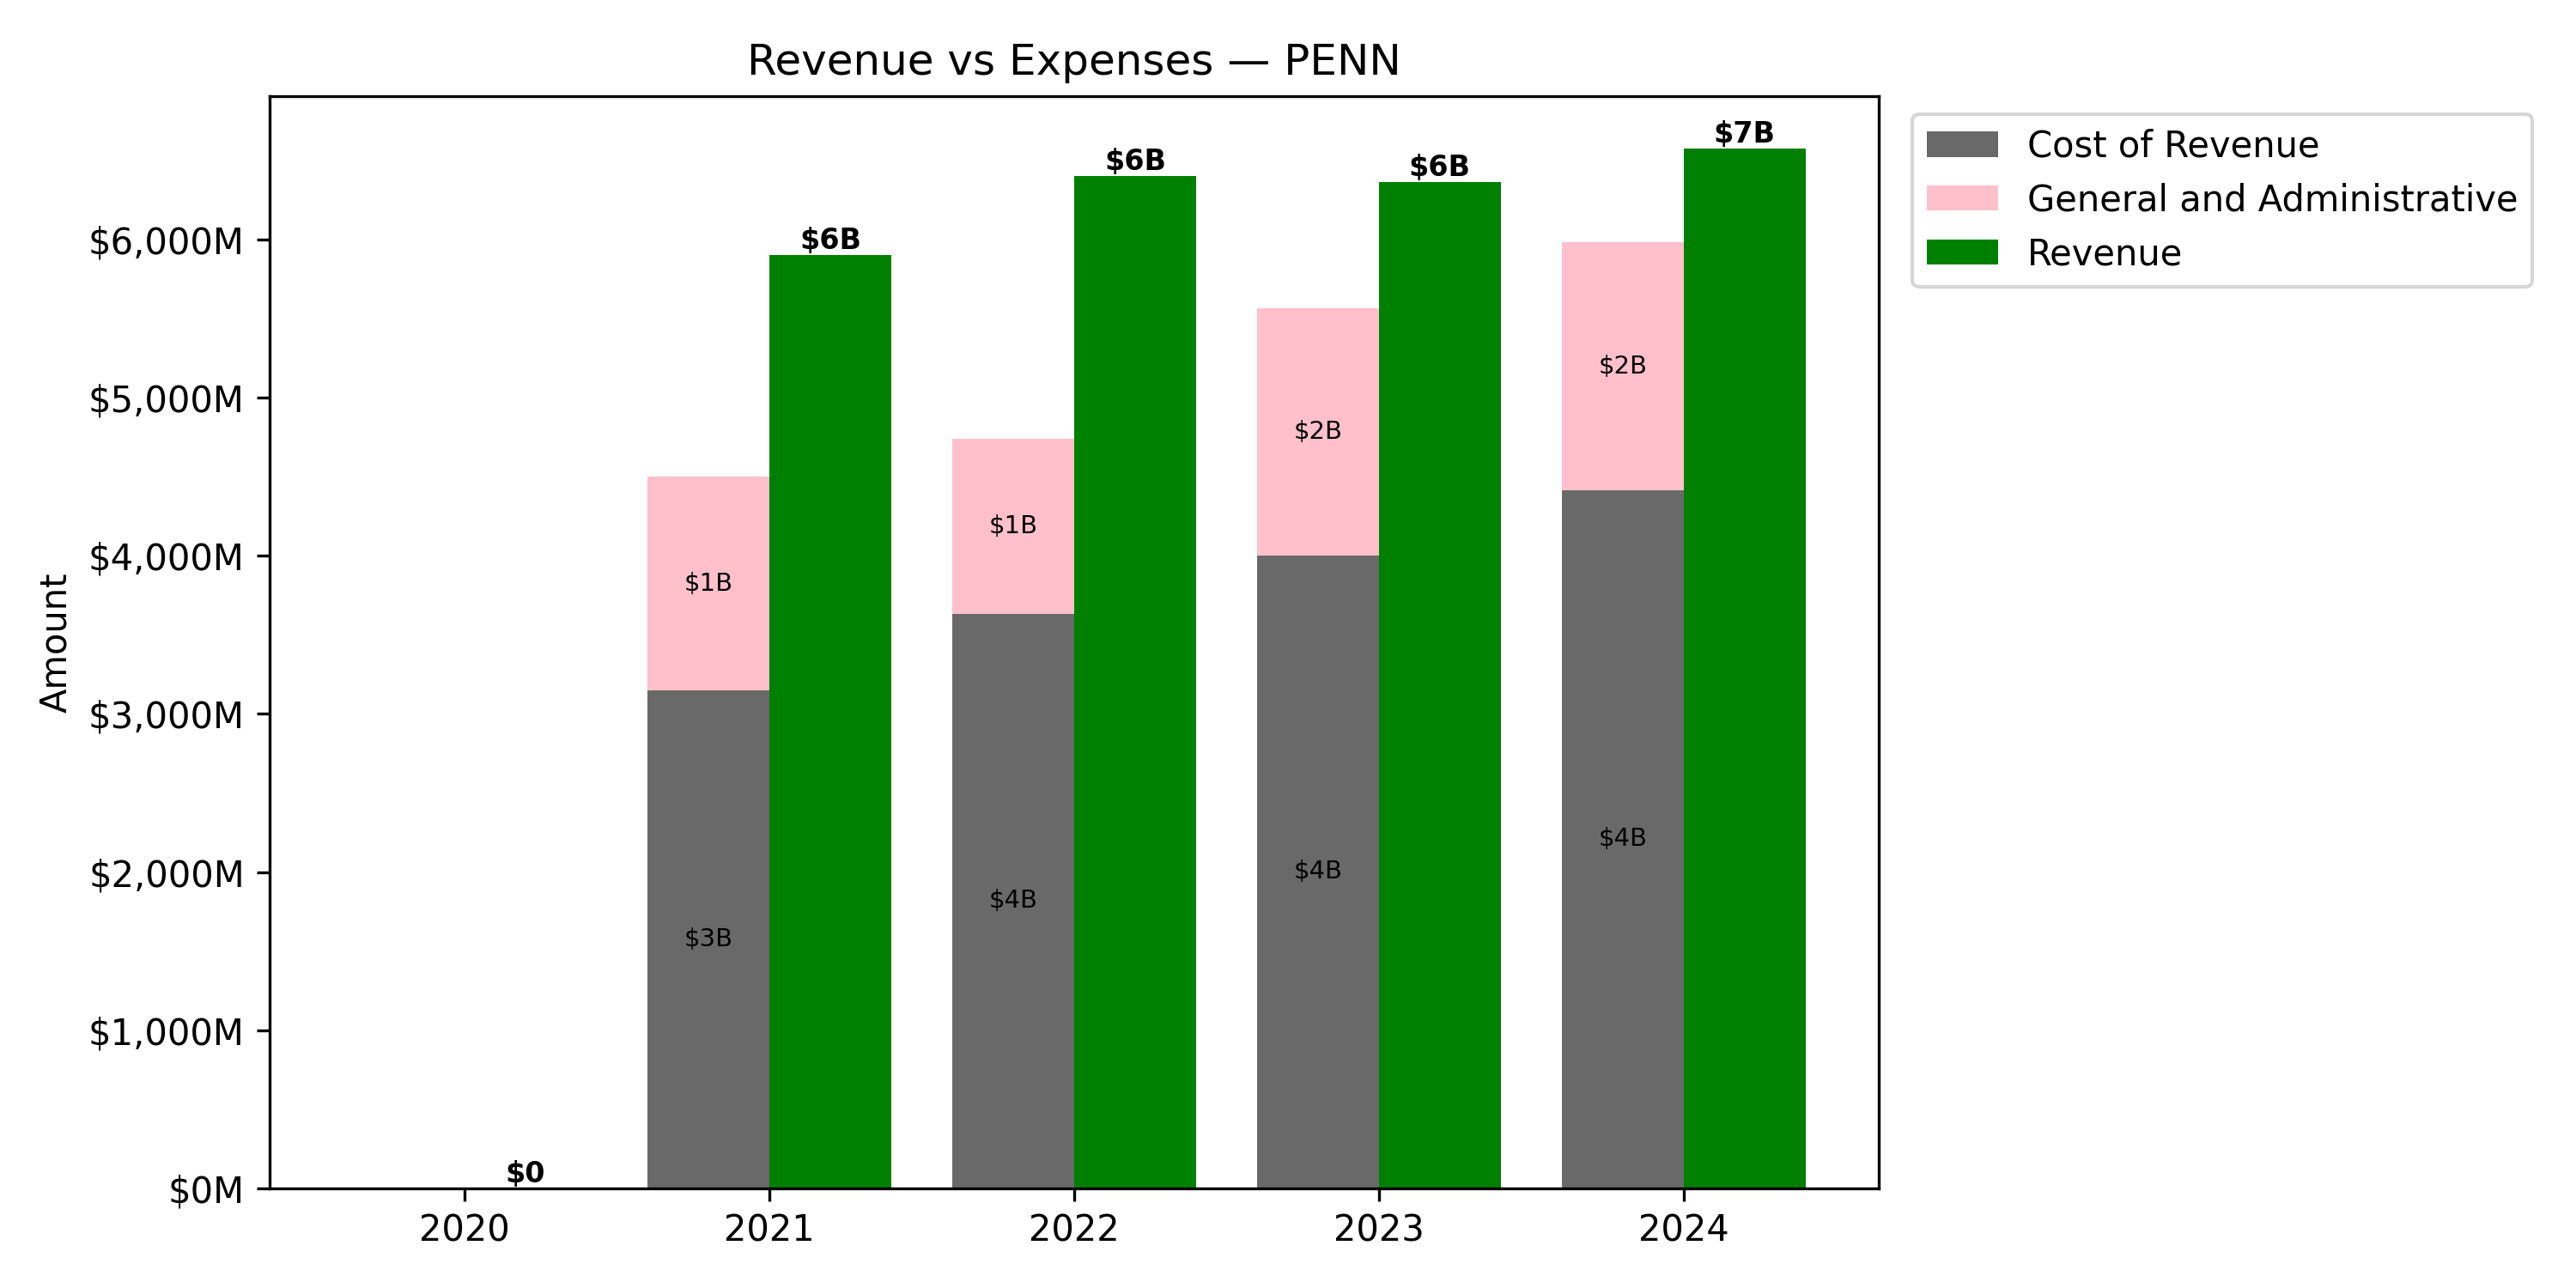 Revenue vs Expenses — PENN
Cost of Revenue
General and Administrative
Revenue
Amount
$6,000M
$5,000M
$4,000M
$3,000M
$2,000M
$1,000M
$0M
$0
$6B
$1B
$3B
$6B
$1B
$4B
$6B
$2B
$4B
$7B
$2B
$4B
2020
2021
2022
2023
2024